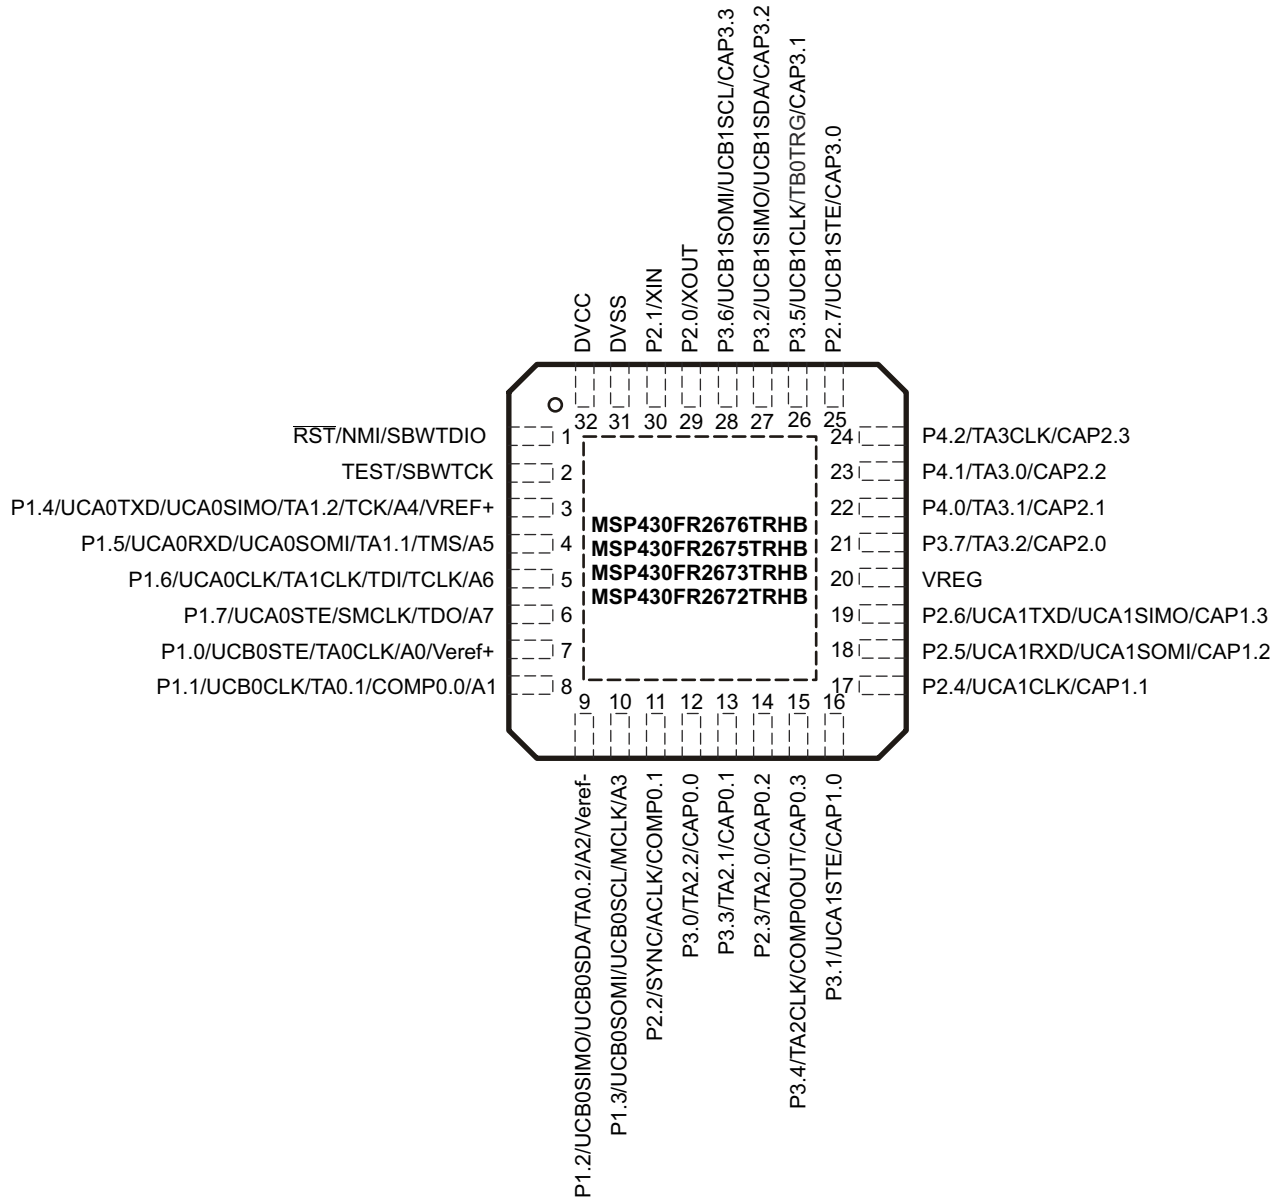 P3.6/UCB1SOMI/UCB1SCL/CAP3.3
P3.2/UCB1SIMO/UCB1SDA/CAP3.2
P3.5/UCB1CLK/TB0TRG/CAP3.1
P2.7/UCB1STE/CAP3.0
DVCC
DVSS
P2.1/XIN
P2.0/XOUT
32
31
30
29
28
27
26
25
RST/NMI/SBWTDIO
1
TEST/SBWTCK
2
P1.4/UCA0TXD/UCA0SIMO/TA1.2/TCK/A4/VREF+
3
P1.5/UCA0RXD/UCA0SOMI/TA1.1/TMS/A5
4
P1.6/UCA0CLK/TA1CLK/TDI/TCLK/A6
5
P1.7/UCA0STE/SMCLK/TDO/A7
6
P1.0/UCB0STE/TA0CLK/A0/Veref+
7
P1.1/UCB0CLK/TA0.1/COMP0.0/A1
8
MSP430FR2676TRHB
MSP430FR2675TRHB
MSP430FR2673TRHB
MSP430FR2672TRHB
24
P4.2/TA3CLK/CAP2.3
23
P4.1/TA3.0/CAP2.2
22
P4.0/TA3.1/CAP2.1
21
P3.7/TA3.2/CAP2.0
20
VREG
19
P2.6/UCA1TXD/UCA1SIMO/CAP1.3
18
P2.5/UCA1RXD/UCA1SOMI/CAP1.2
17
P2.4/UCA1CLK/CAP1.1
9
10
11
12
13
14
15
16
P1.2/UCB0SIMO/UCB0SDA/TA0.2/A2/Veref-
P1.3/UCB0SOMI/UCB0SCL/MCLK/A3
P2.2/SYNC/ACLK/COMP0.1
P3.0/TA2.2/CAP0.0
P3.3/TA2.1/CAP0.1
P2.3/TA2.0/CAP0.2
P3.4/TA2CLK/COMP0OUT/CAP0.3
P3.1/UCA1STE/CAP1.0